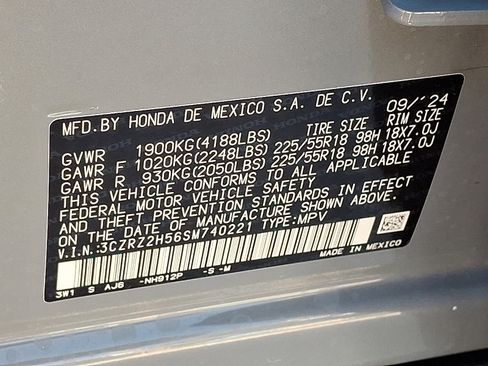 MFD.BY HONDA DE MEXICO S.A. DE C.V. 09/'24
GVWR 1900KG(4188LBS) TIRE SIZE RIM SIZE
GAWR F 1020KG(2248LBS) 225/55R18 98H 18X7.0J
GAWR R 930KG(2050LBS) 225/55R18 98H 18X7.0J
THIS VEHICLE CONFORMS TO ALL APPLICABLE
FEDERAL MOTOR VEHICLE SAFETY
AND THEFT PREVENTION STANDARDS IN EFFECT
ON THE DATE OF MANUFACTURE SHOWN ABOVE.
V.I.N.:3CZRZ2H56SM740221 TYPE:MPV
3W1 S AJ6 -NH912P -S -M
MADE IN MEXICO